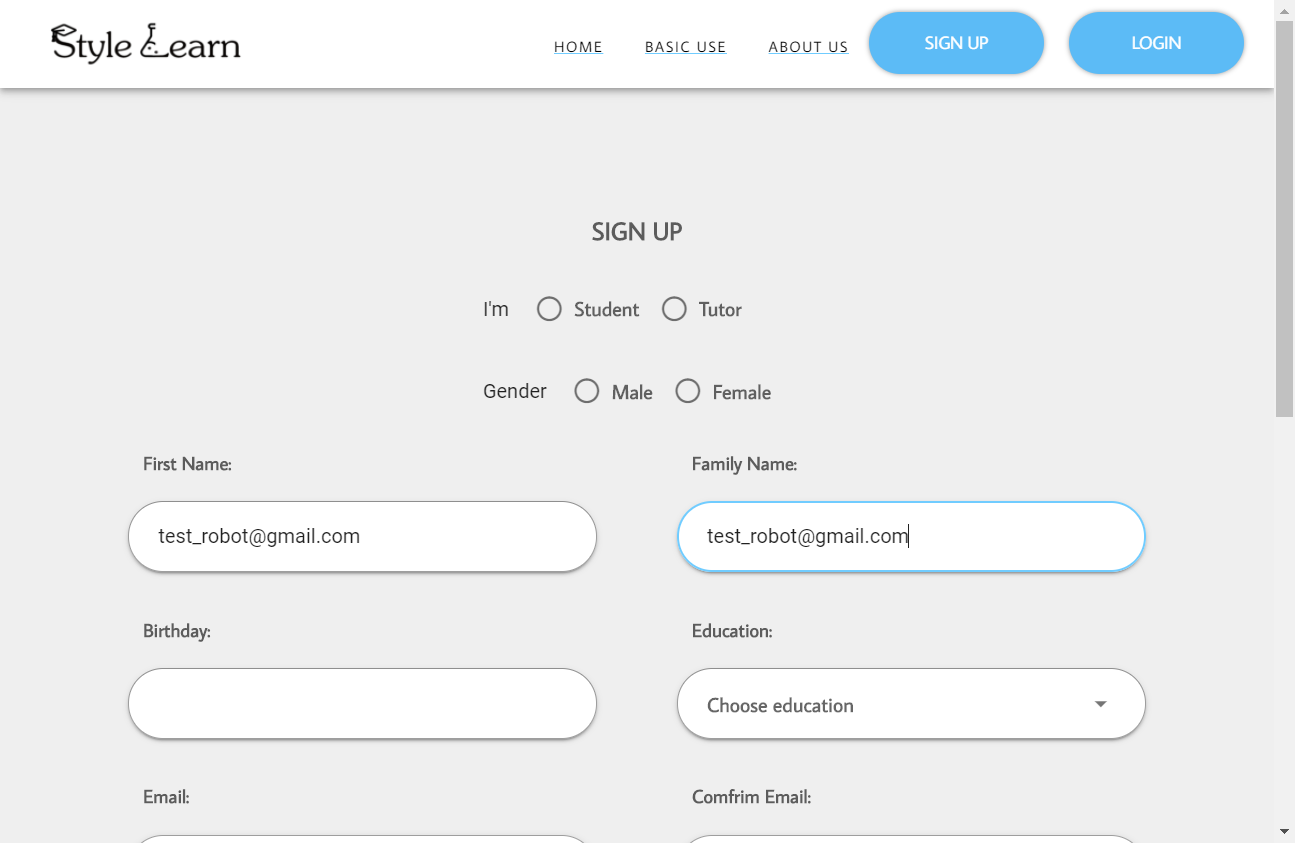 Style Learn
HOME BASIC USE ABOUT US SIGN UP LOGIN
SIGN UP
I'm Student Tutor
Gender Male Female
First Name: Family Name:
test_robot@gmail.com test_robot@gmail.com
Birthday: Education:
Choose education
Email: Comfrim Email: